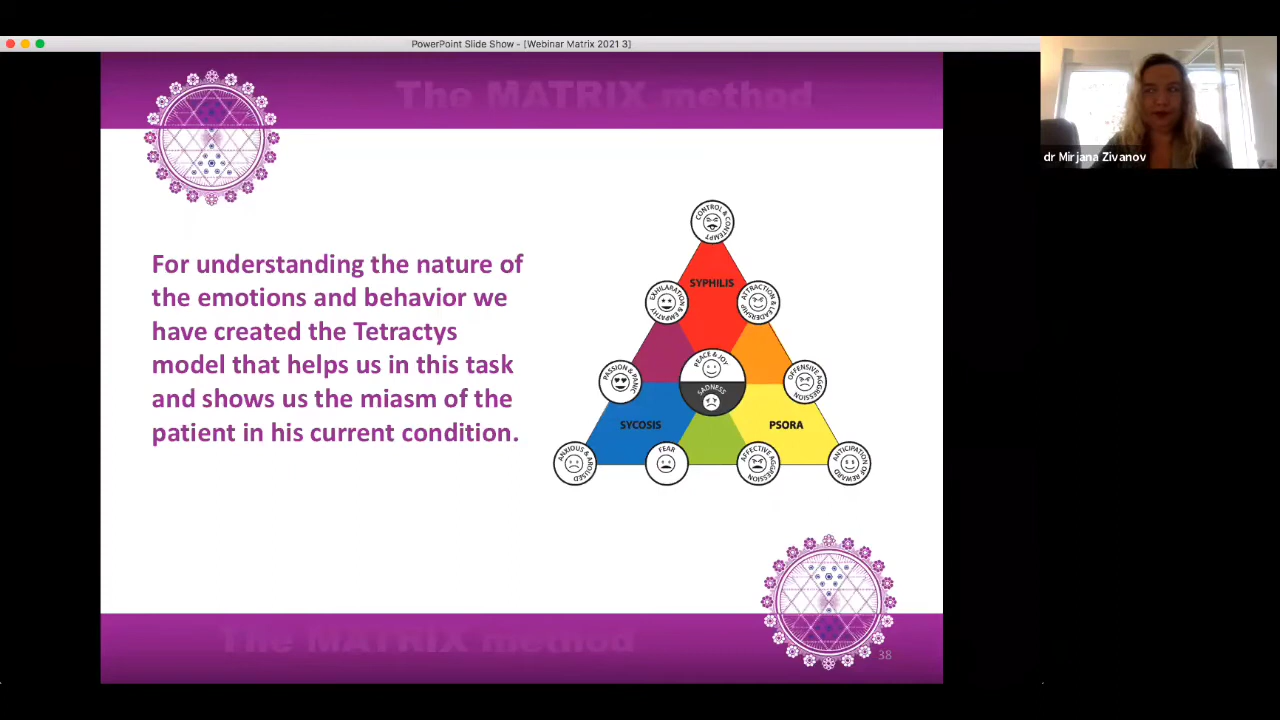 PowerPoint Slide Show - [Webinar Matrix 2021 3]
The MATRIX method
dr Mirjana Zivanov
For understanding the nature of
the emotions and behavior we
have created the Tetractys
model that helps us in this task
and shows us the miasm of the
patient in his current condition.
CONTROL & CONTEMPT
SYPHILIS
EXHILARATION & EMPATHY
ATTRACTION & LEADERSHIP
PEACE & JOY
PASSION & PANIC
SADNESS
OFFENSIVE AGGRESSION
SYCOSIS
PSORA
ANXIOUS & AROUSED
FEAR
AFFECTIVE AGGRESSION
ANTICIPATION OF REWARD
The MATRIX method
38